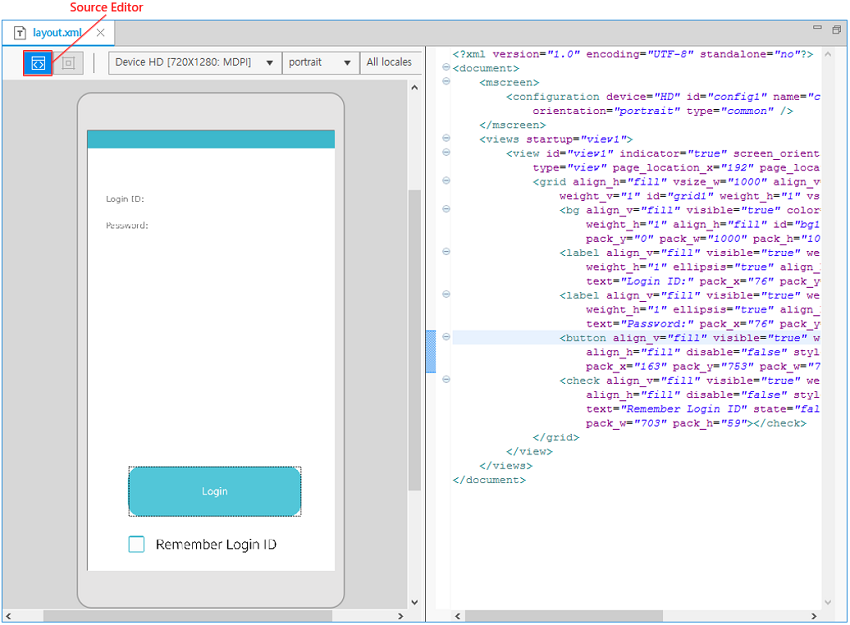 Source Editor
layout.xml
Device HD [720X1280: MDPI]
portrait
All locales
Login ID:
Password:
Login
Remember Login ID
<?xml version="1.0" encoding="UTF-8" standalone="no"?>
<document>
<mscreen>
<configuration device="HD" id="config1" name="c
orientation="portrait" type="common" />
</mscreen>
<views startup="view1">
<view id="view1" indicator="true" screen_orient
type="view" page_location_x="192" page_loca
<grid align_h="fill" vsize_w="1000" align_v
weight_v="1" id="grid1" weight_h="1" vs
<bg align_v="fill" visible="true" color
weight_h="1" align_h="fill" id="bg1
pack_y="0" pack_w="1000" pack_h="10
<label align_v="fill" visible="true" we
weight_h="1" ellipsis="true" align_
text="Login ID:" pack_x="76" pack_y
<label align_v="fill" visible="true" we
weight_h="1" ellipsis="true" align_
text="Password:" pack_x="76" pack_y
<button align_v="fill" visible="true" w
align_h="fill" disable="false" styl
pack_x="163" pack_y="753" pack_w="7
<check align_v="fill" visible="true" we
align_h="fill" disable="false" styl
text="Remember Login ID" state="fal
pack_w="703" pack_h="59"></check>
</grid>
</view>
</views>
</document>